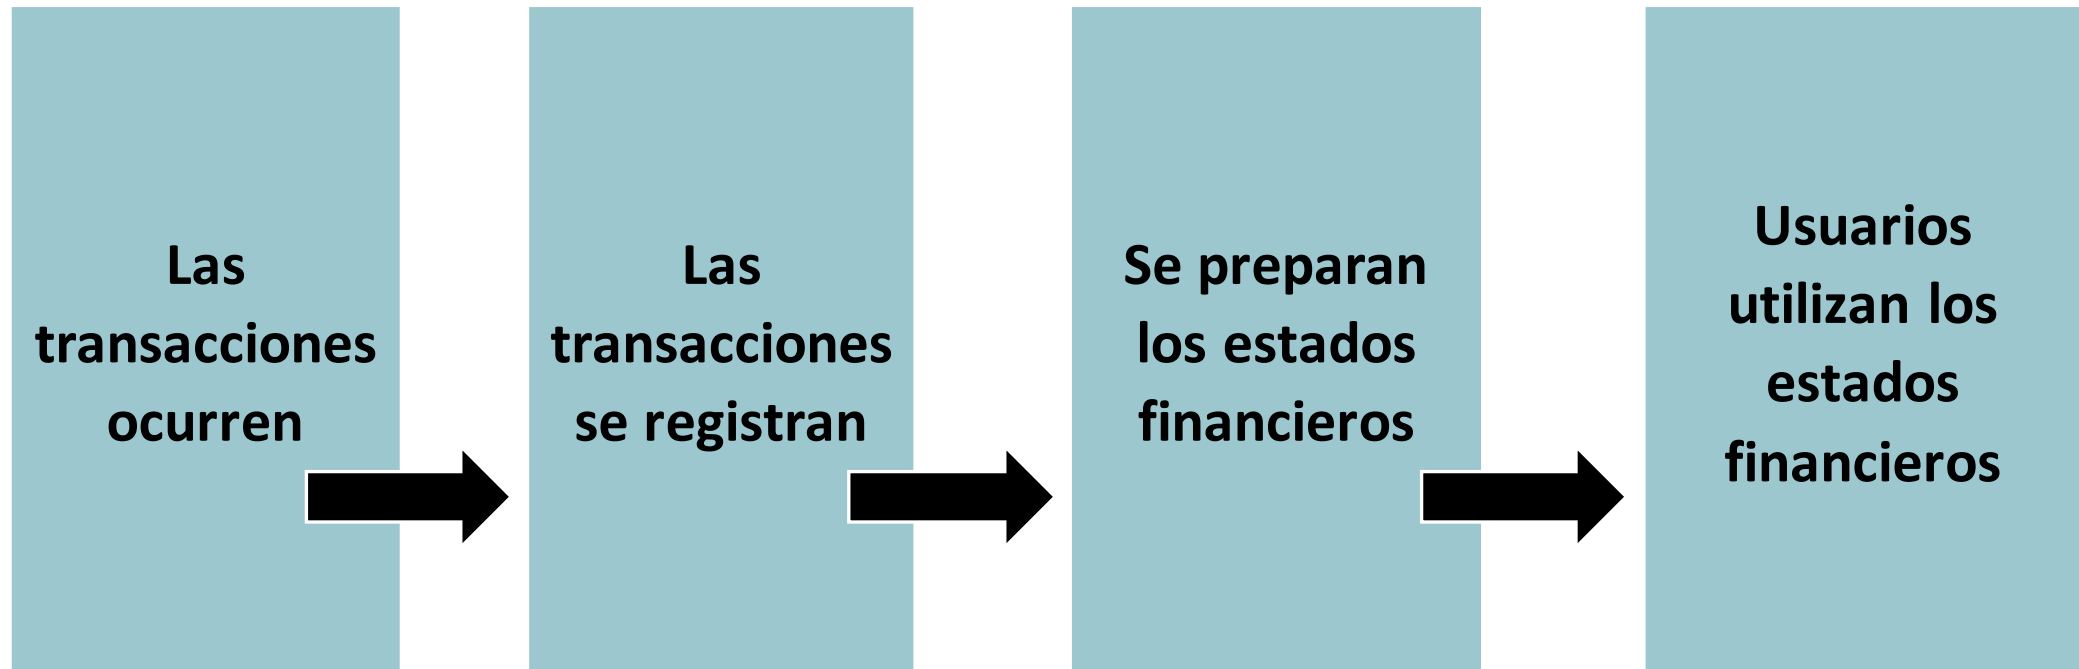 Las
transacciones
ocurren
Las
transacciones
se registran
Se preparan
los estados
financieros
Usuarios
utilizan los
estados
financieros